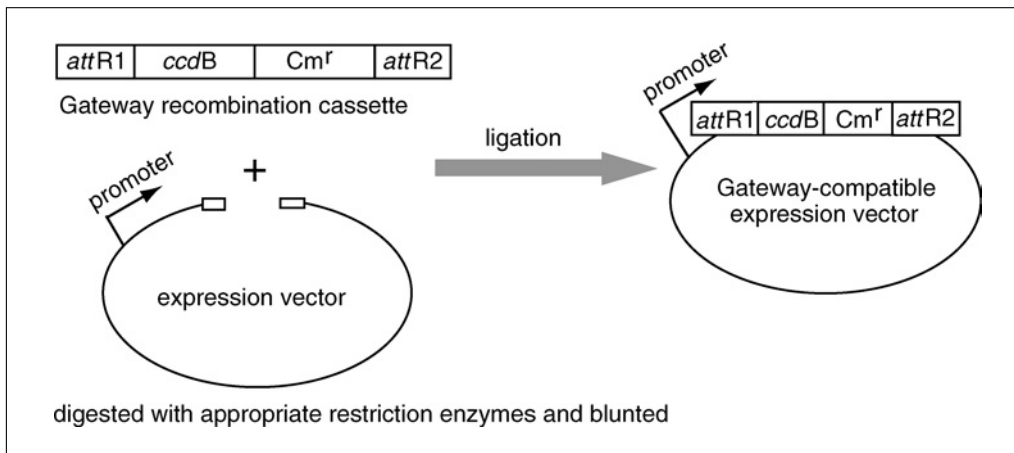 attR1 ccdB Cmr attR2
Gateway recombination cassette
+
promoter
expression vector
digested with appropriate restriction enzymes and blunted
ligation
promoter
attR1 ccdB Cmr attR2
Gateway-compatible
expression vector